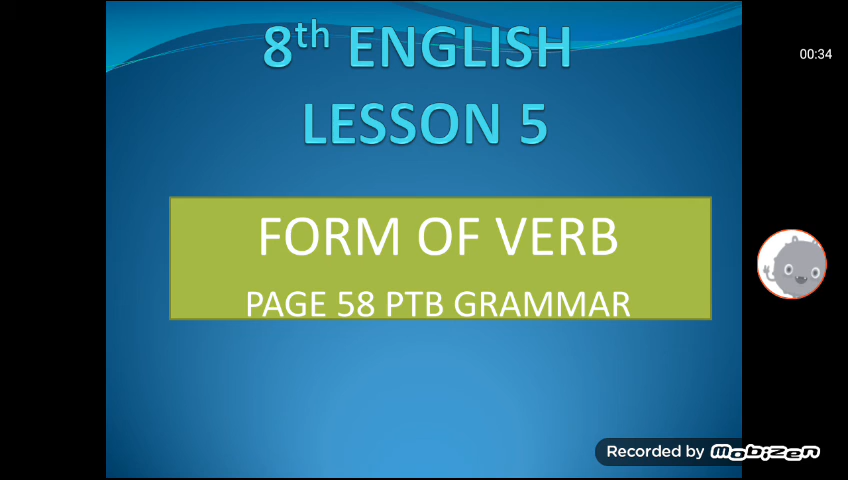 8th ENGLISH
00:34
LESSON 5
FORM OF VERB
PAGE 58 PTB GRAMMAR
Recorded by Mobizen